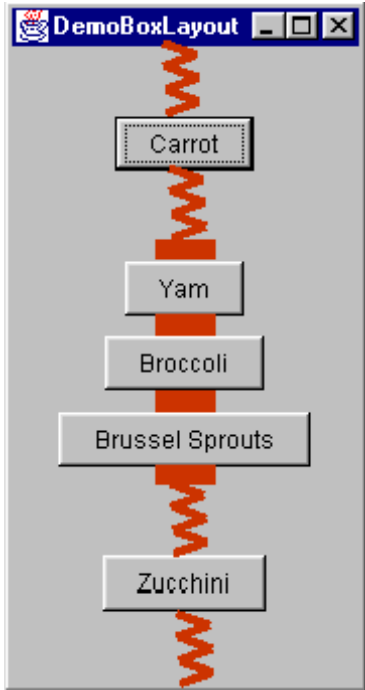 DemoBoxLayout
Carrot
Yam
Broccoli
Brussel Sprouts
Zucchini